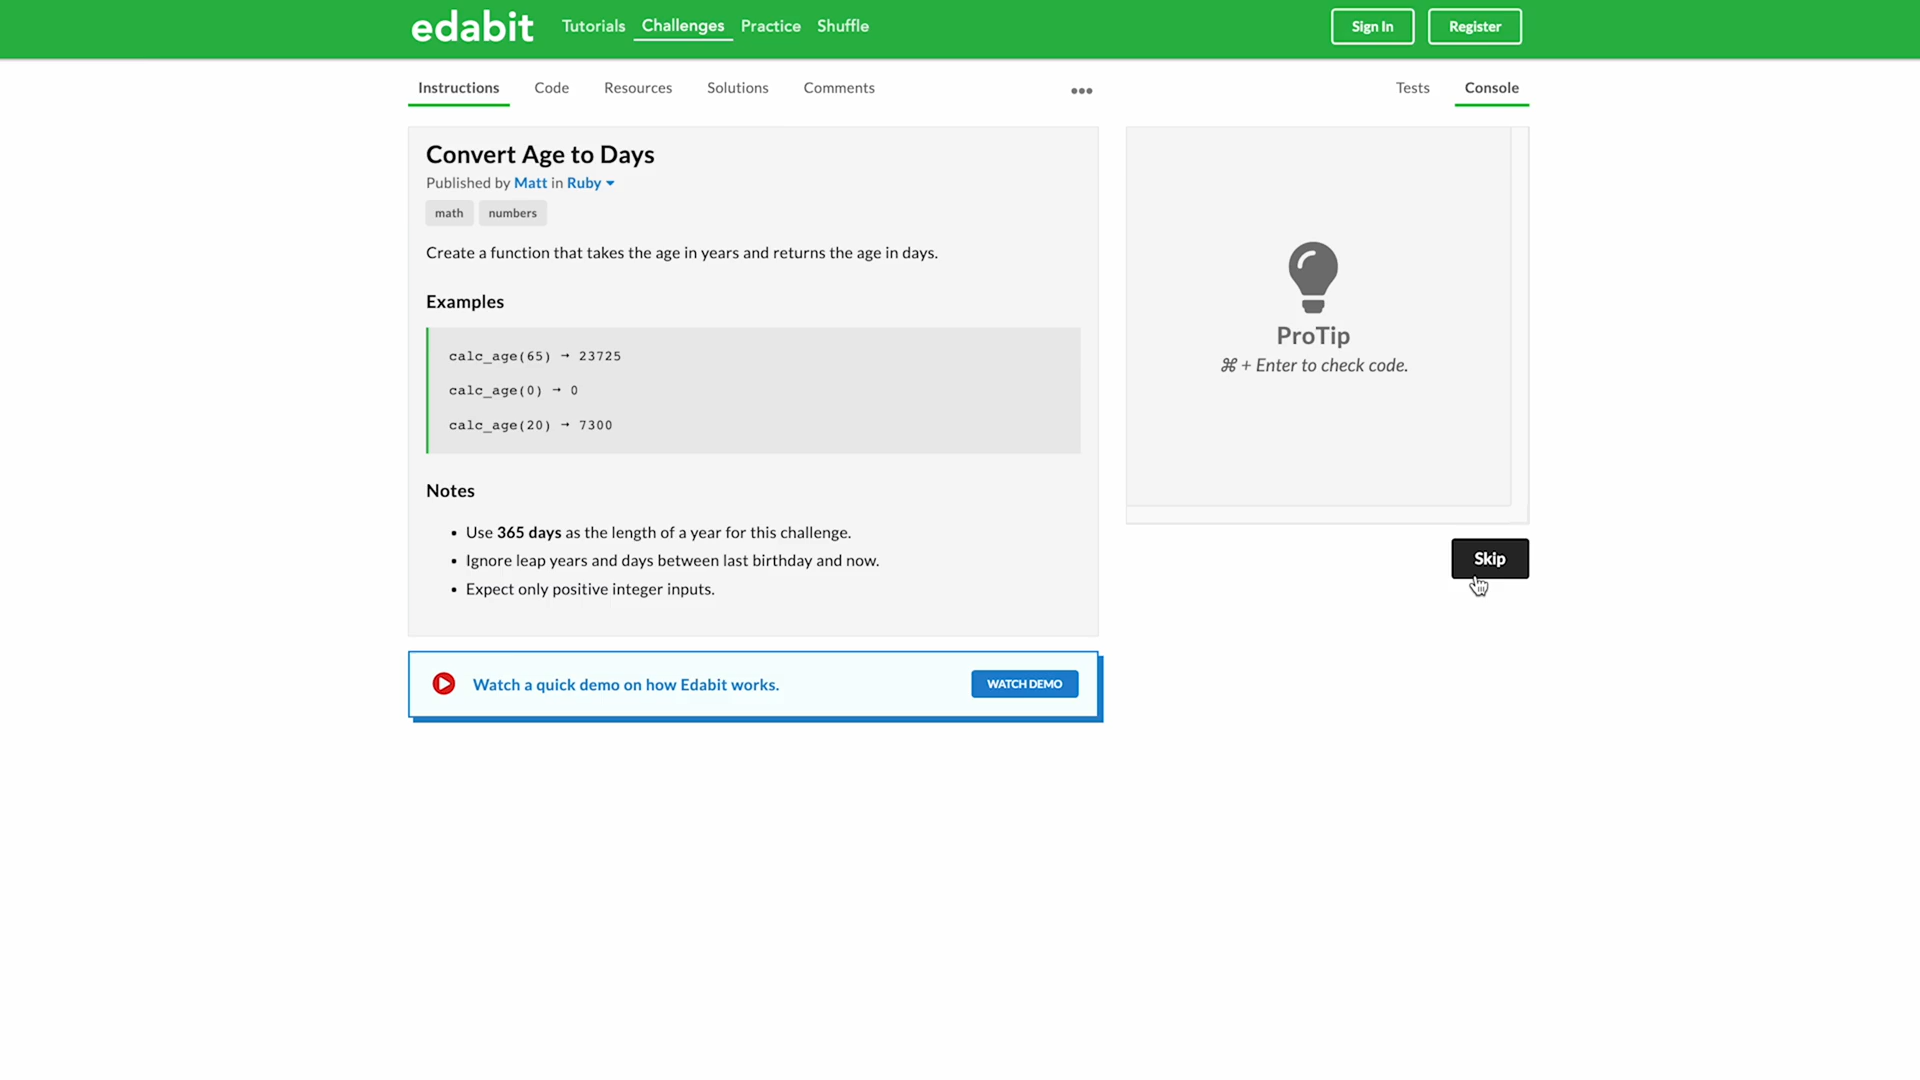 edabit
Tutorials Challenges Practice Shuffle
Sign In Register
Instructions Code Resources Solutions Comments
Tests Console
Convert Age to Days
Published by Matt in Ruby
math numbers
Create a function that takes the age in years and returns the age in days.
Examples
calc_age(65) → 23725
calc_age(0) → 0
calc_age(20) → 7300
Notes
• Use 365 days as the length of a year for this challenge.
• Ignore leap years and days between last birthday and now.
• Expect only positive integer inputs.
Watch a quick demo on how Edabit works.
WATCH DEMO
ProTip
⌘ + Enter to check code.
Skip